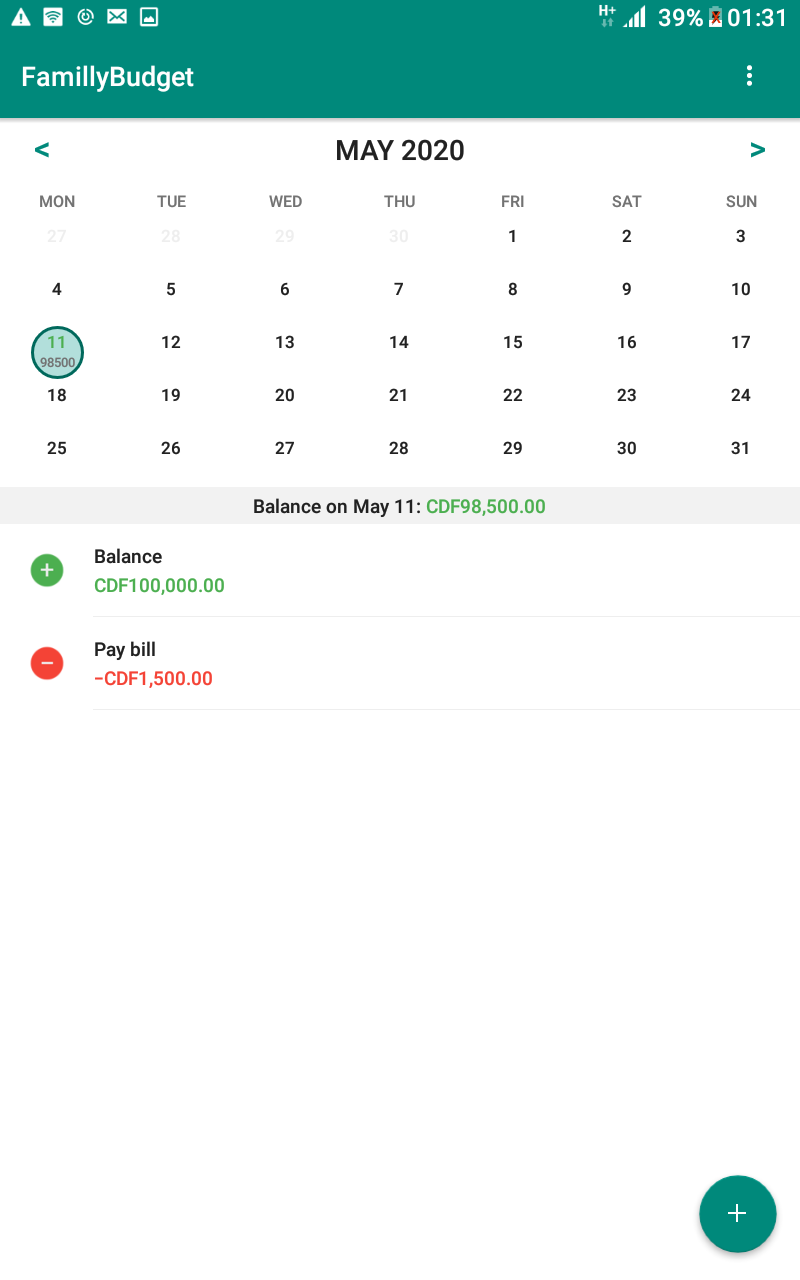 H+ 39% 01:31
FamillyBudget
< MAY 2020 >
MON TUE WED THU FRI SAT SUN
27 28 29 30 1 2 3
4 5 6 7 8 9 10
11 12 13 14 15 16 17
98500
18 19 20 21 22 23 24
25 26 27 28 29 30 31
Balance on May 11: CDF98,500.00
Balance
CDF100,000.00
Pay bill
-CDF1,500.00